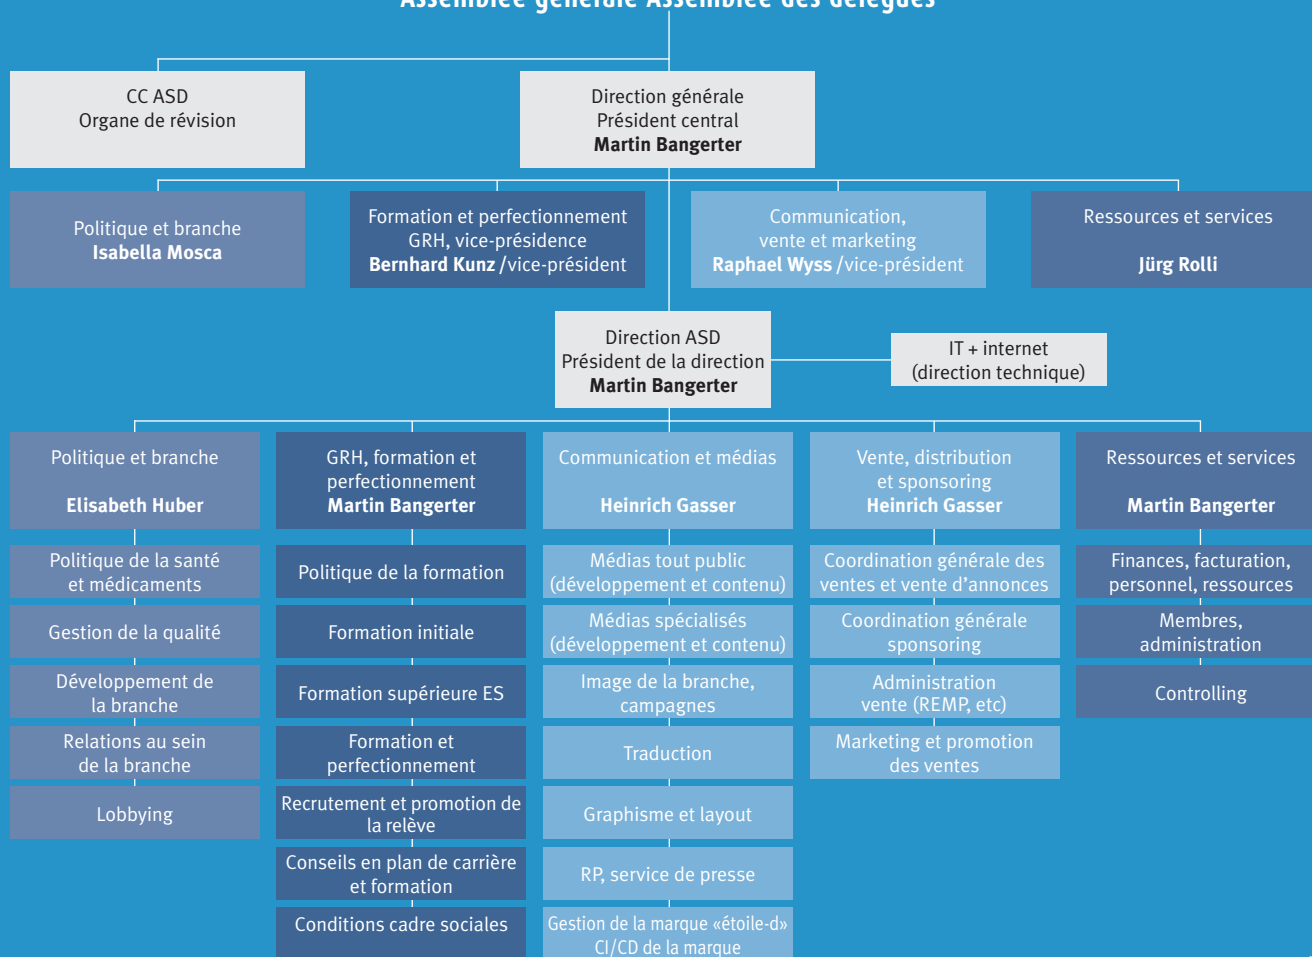 Assemblée générale Assemblée des délégués
CC ASD
Organe de révision
Direction générale
Président central
Martin Bangerter
Politique et branche
Isabella Mosca
Formation et perfectionnement
GRH, vice-présidence
Bernhard Kunz /vice-président
Communication,
vente et marketing
Raphael Wyss /vice-président
Ressources et services
Jürg Rolli
Direction ASD
Président de la direction
Martin Bangerter
IT + internet
(direction technique)
Politique et branche
Elisabeth Huber
Politique de la santé
et médicaments
Gestion de la qualité
Développement de
la branche
Relations au sein
de la branche
Lobbying
GRH, formation et
perfectionnement
Martin Bangerter
Politique de la formation
Formation initiale
Formation supérieure ES
Formation et
perfectionnement
Recrutement et promotion de
la relève
Conseils en plan de carrière
et formation
Conditions cadre sociales
Communication et médias
Heinrich Gasser
Médias tout public
(développement et contenu)
Médias spécialisés
(développement et contenu)
Image de la branche,
campagnes
Traduction
Graphisme et layout
RP, service de presse
Gestion de la marque «étoile-d»
CI/CD de la marque
Vente, distribution
et sponsoring
Heinrich Gasser
Coordination générale des
ventes et vente d’annonces
Coordination générale
sponsoring
Administration
vente (REMP, etc)
Marketing et promotion
des ventes
Ressources et services
Martin Bangerter
Finances, facturation,
personnel, ressources
Membres,
administration
Controlling